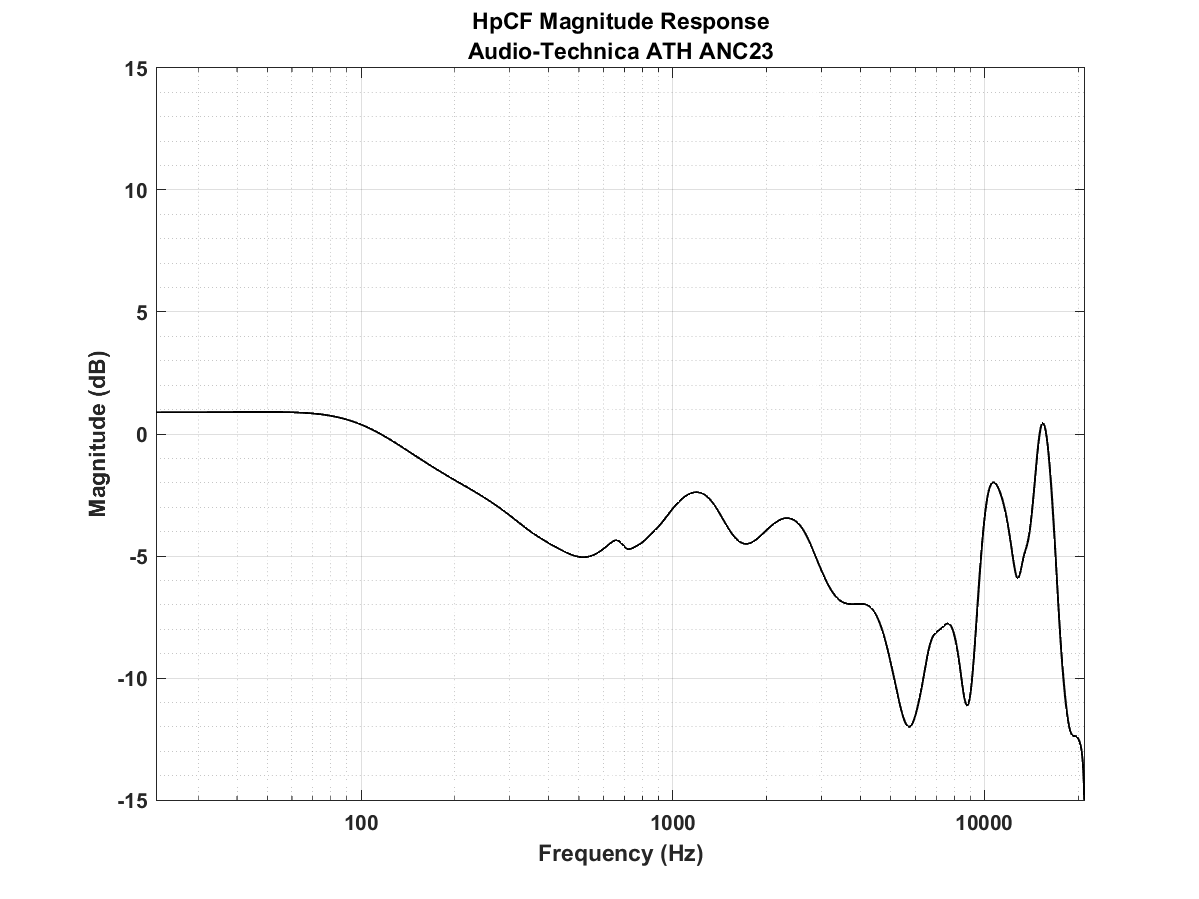 HpCF Magnitude Response
Audio-Technica ATH ANC23
15
10
5
0
-5
-10
-15
Magnitude (dB)
100
1000
10000
Frequency (Hz)